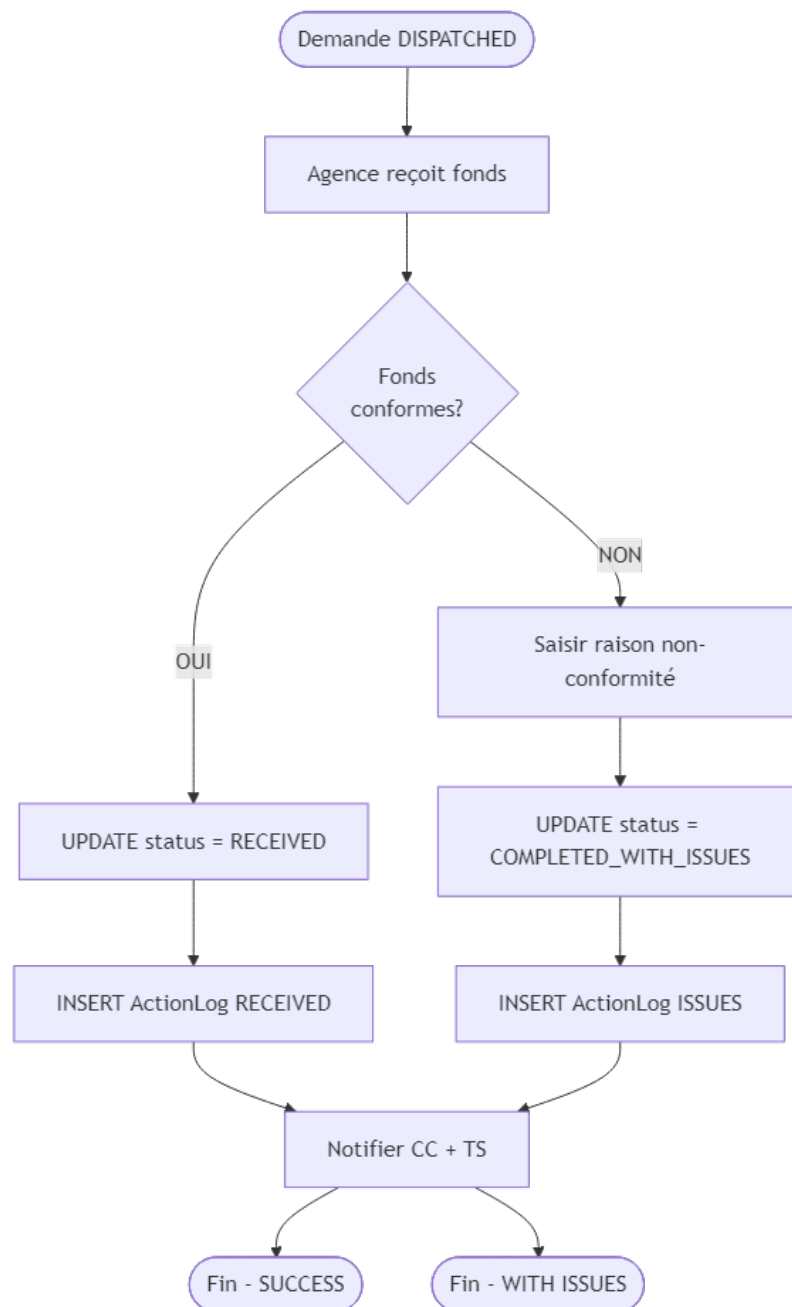 Demande DISPATCHED
Agence reçoit fonds
Fonds
conformes?
NON
Saisir raison non-
conformité
OUI
UPDATE status = RECEIVED
UPDATE status =
COMPLETED_WITH_ISSUES
INSERT ActionLog RECEIVED
INSERT ActionLog ISSUES
Notifier CC + TS
Fin - SUCCESS
Fin - WITH ISSUES